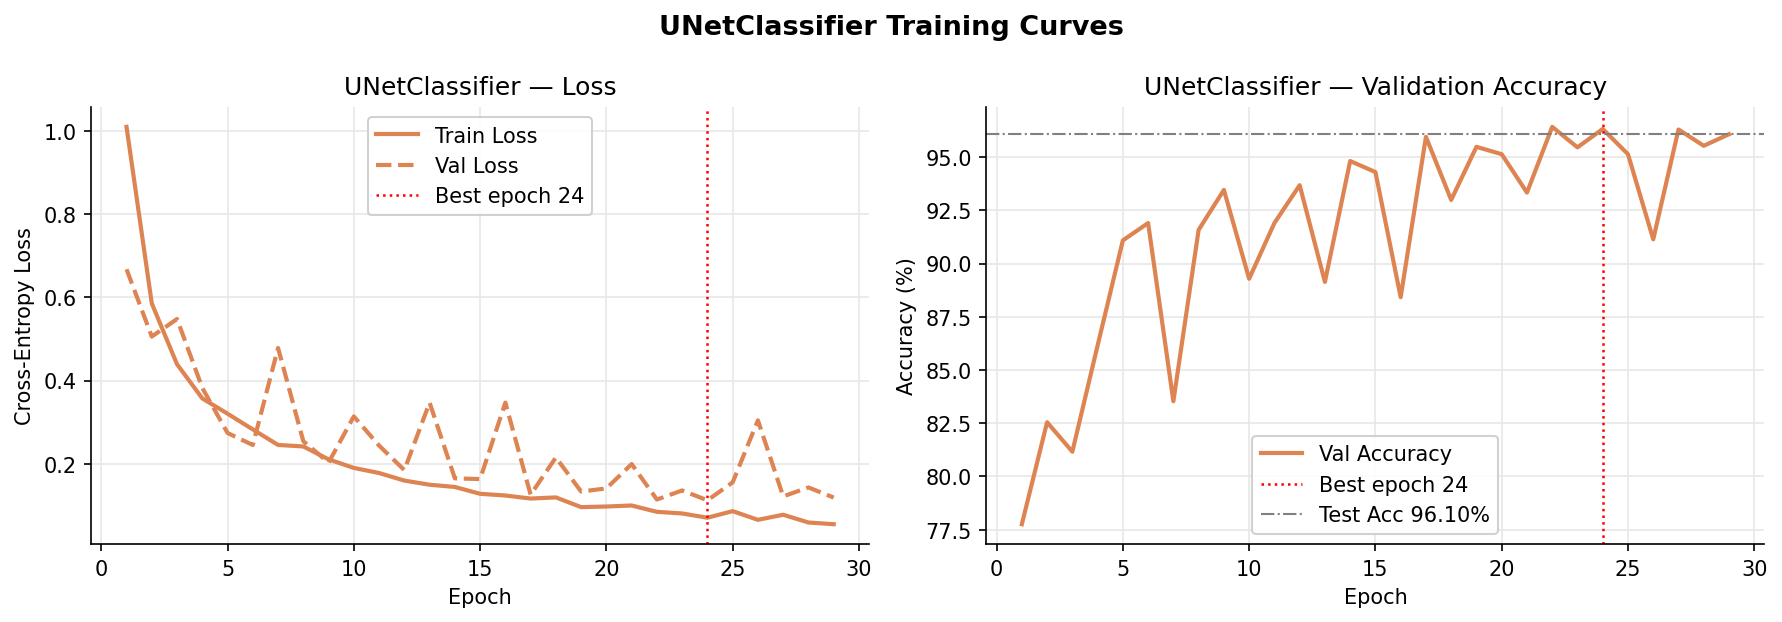 UNetClassifier Training Curves
UNetClassifier — Loss
Train Loss
Val Loss
Best epoch 24
Cross-Entropy Loss
1.0
0.8
0.6
0.4
0.2
0 5 10 15 20 25 30
Epoch
UNetClassifier — Validation Accuracy
Accuracy (%)
95.0
92.5
90.0
87.5
85.0
82.5
80.0
77.5
Val Accuracy
Best epoch 24
Test Acc 96.10%
0 5 10 15 20 25 30
Epoch